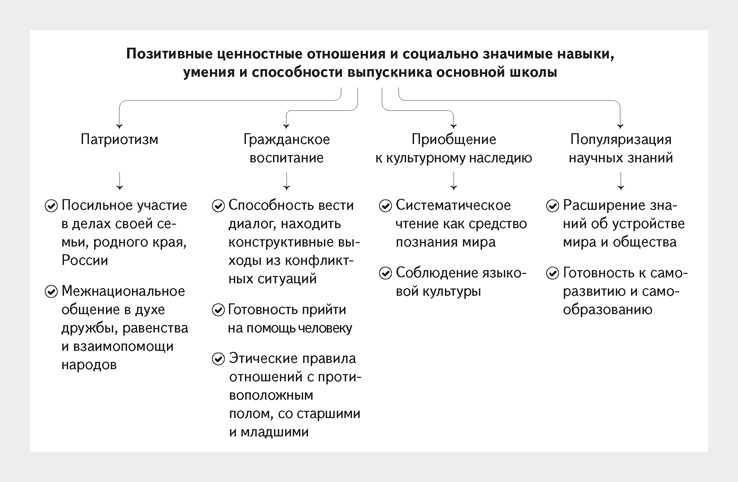 Позитивные ценностные отношения и социально значимые навыки,
умения и способности выпускника основной школы
Патриотизм
Посильное участие
в делах своей се-
мьи, родного края,
России
Межнациональное
общение в духе
дружбы, равенства
и взаимопомощи
народов
Гражданское
воспитание
Способность вести
диалог, находить
конструктивные вы-
ходы из конфликт-
ных ситуаций
Готовность прийти
на помощь человеку
Этические правила
отношений с проти-
воположным
полом, со старшими
и младшими
Приобщение
к культурному наследию
Систематическое
чтение как средство
познания мира
Соблюдение языко-
вой культуры
Популяризация
научных знаний
Расширение зна-
ний об устройстве
мира и общества
Готовность к само-
развитию и само-
образованию